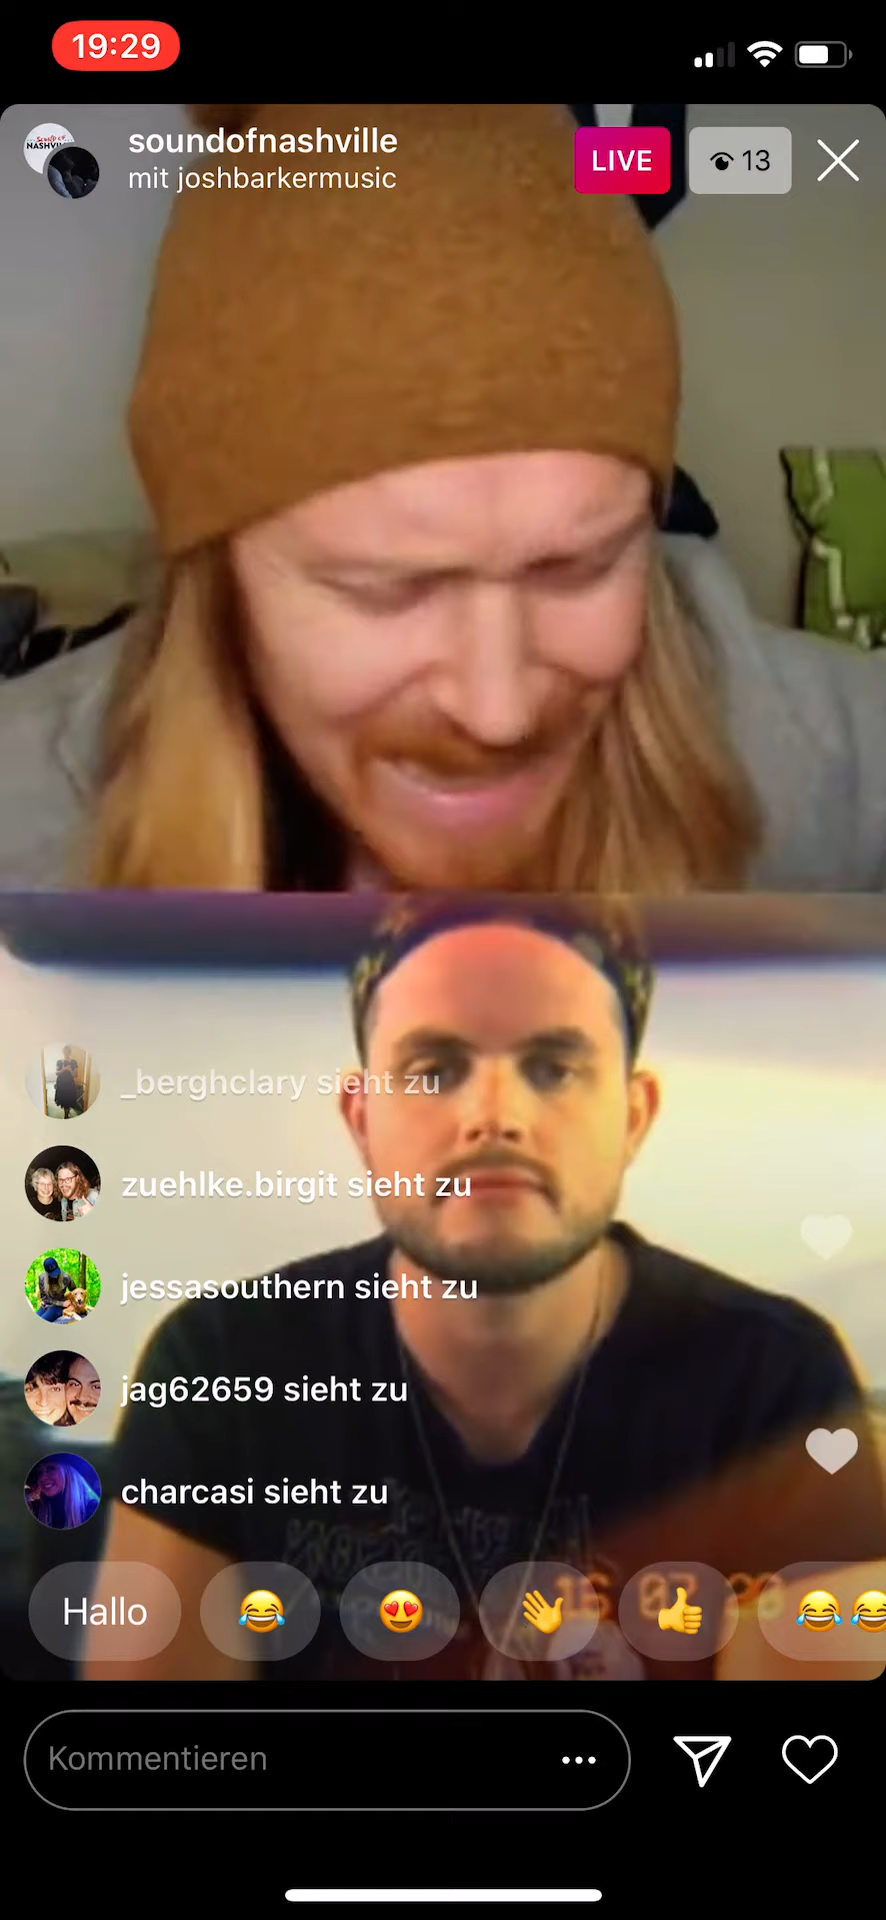 19:29
soundofnashville
mit joshbarkermusic
LIVE
13
_berghclary sieht zu
zuehlke.birgit sieht zu
jessasouthern sieht zu
jag62659 sieht zu
charcasi sieht zu
Hallo
Kommentieren